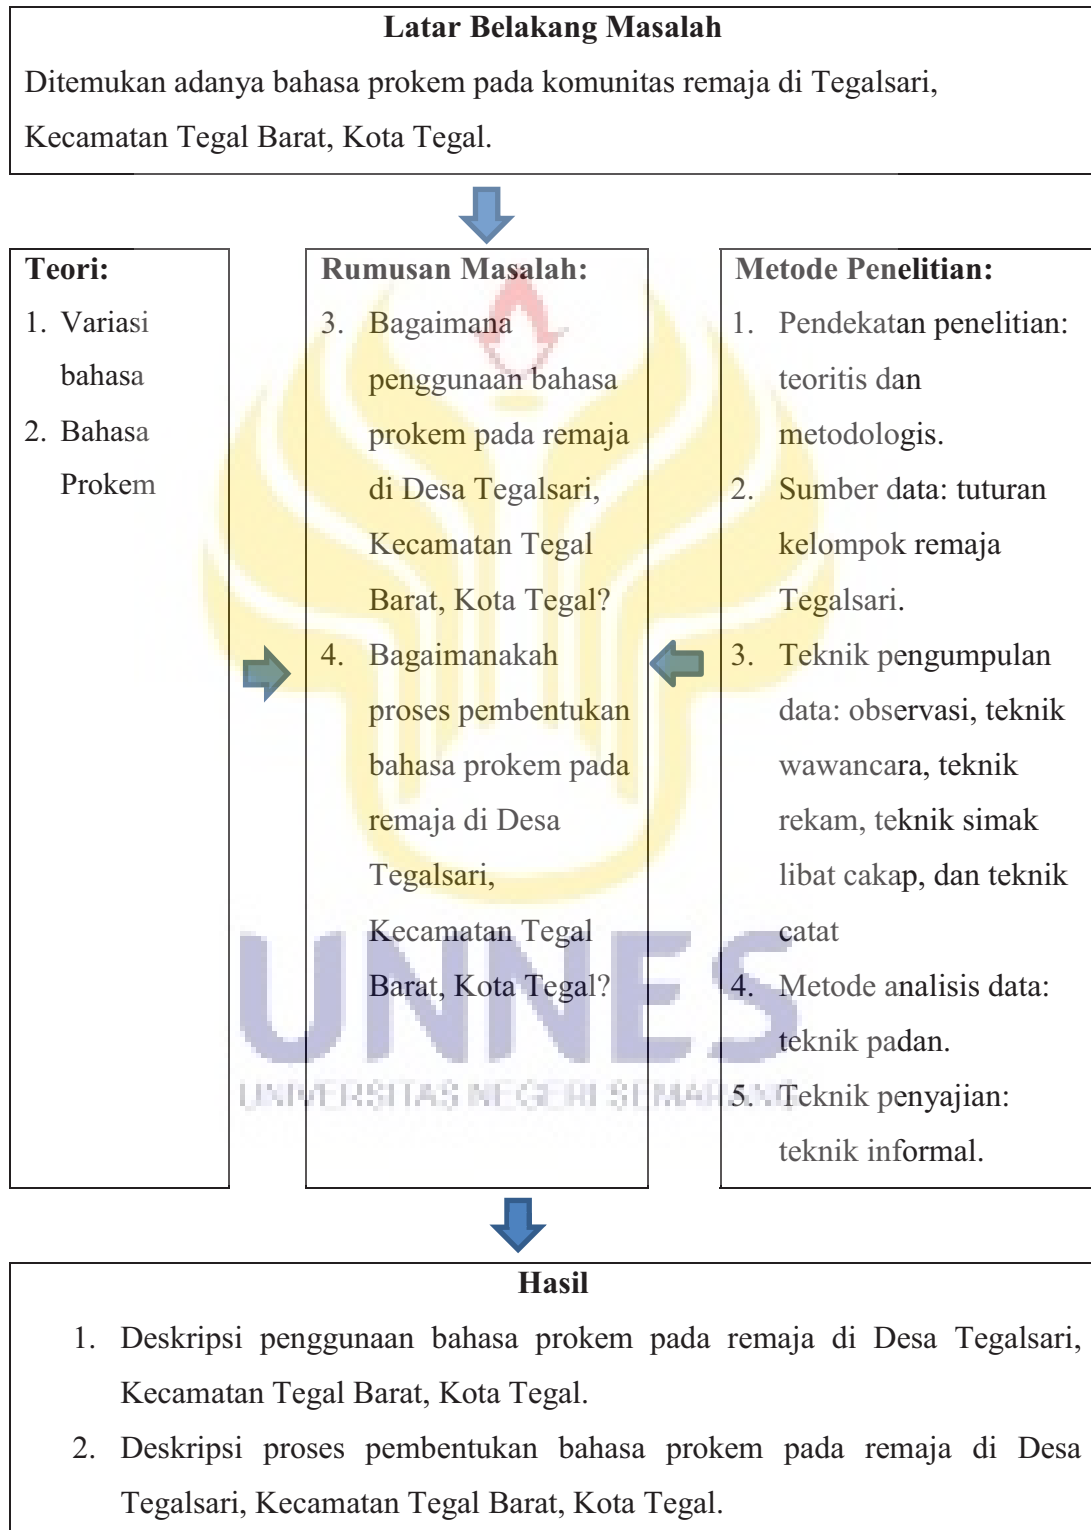 Latar Belakang Masalah
Ditemukan adanya bahasa prokem pada komunitas remaja di Tegalsari,
Kecamatan Tegal Barat, Kota Tegal.
Teori:
1. Variasi
bahasa
2. Bahasa
Prokem
Rumusan Masalah:
3. Bagaimana
penggunaan bahasa
prokem pada remaja
di Desa Tegalsari,
Kecamatan Tegal
Barat, Kota Tegal?
4. Bagaimanakah
proses pembentukan
bahasa prokem pada
remaja di Desa
Tegalsari,
Kecamatan Tegal
Barat, Kota Tegal?
Metode Penelitian:
1. Pendekatan penelitian:
teoritis dan
metodologis.
2. Sumber data: tuturan
kelompok remaja
Tegalsari.
3. Teknik pengumpulan
data: observasi, teknik
wawancara, teknik
rekam, teknik simak
libat cakap, dan teknik
catat
4. Metode analisis data:
teknik padan.
5. Teknik penyajian:
teknik informal.
UNNES
UNIVERSITAS NEGERI SEMARANG
Hasil
1. Deskripsi penggunaan bahasa prokem pada remaja di Desa Tegalsari,
Kecamatan Tegal Barat, Kota Tegal.
2. Deskripsi proses pembentukan bahasa prokem pada remaja di Desa
Tegalsari, Kecamatan Tegal Barat, Kota Tegal.